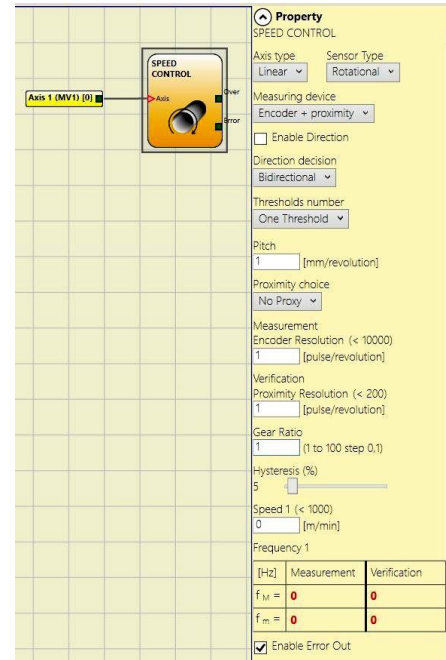 SPEED
CONTROL
Axis 1 (MV1) [0]
Axis
Over
Error
Property
SPEED CONTROL
Axis type Sensor Type
Linear Rotational
Measuring device
Encoder + proximity
Enable Direction
Direction decision
Bidirectional
Thresholds number
One Threshold
Pitch
1 [mm/revolution]
Proximity choice
No Proxy
Measurement
Encoder Resolution (< 10000)
1 [pulse/revolution]
Verification
Proximity Resolution (< 200)
1 [pulse/revolution]
Gear Ratio
1 (1 to 100 step 0,1)
Hysteresis (%)
5
Speed 1 (< 1000)
0 [m/min]
Frequency 1
[Hz] Measurement Verification
f M = 0 0
f m = 0 0
Enable Error Out